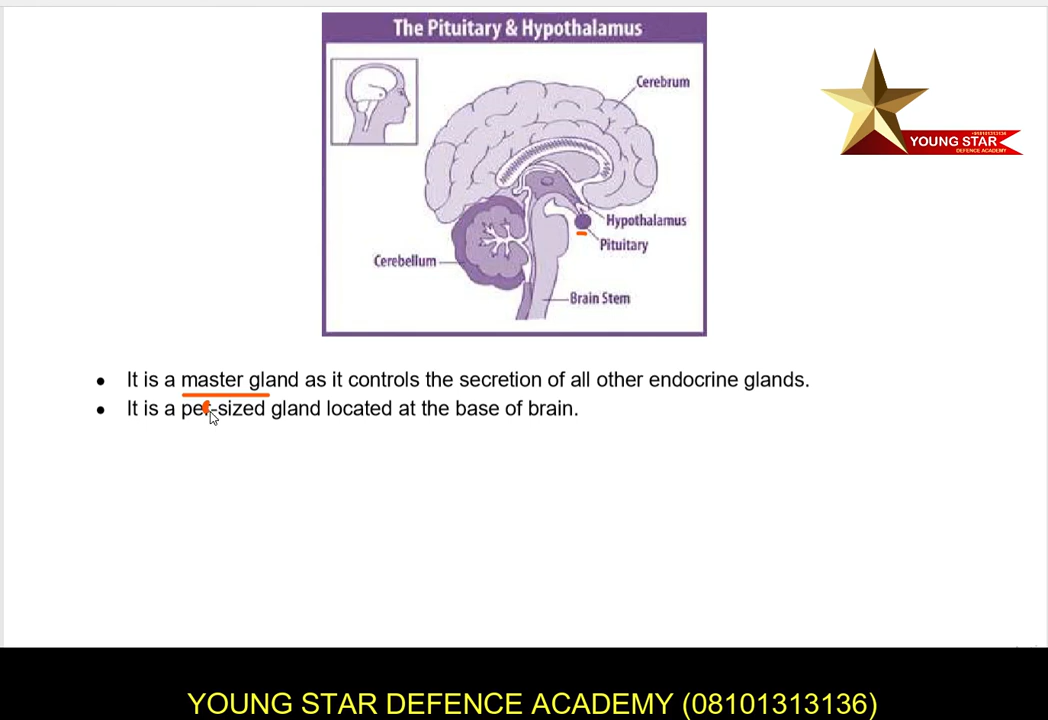 The Pituitary & Hypothalamus
Cerebrum
YOUNG STAR
DEFENCE ACADEMY
Hypothalamus
Pituitary
Cerebellum
Brain Stem
• It is a master gland as it controls the secretion of all other endocrine glands.
• It is a -sized gland located at the base of brain.
YOUNG STAR DEFENCE ACADEMY (08101313136)